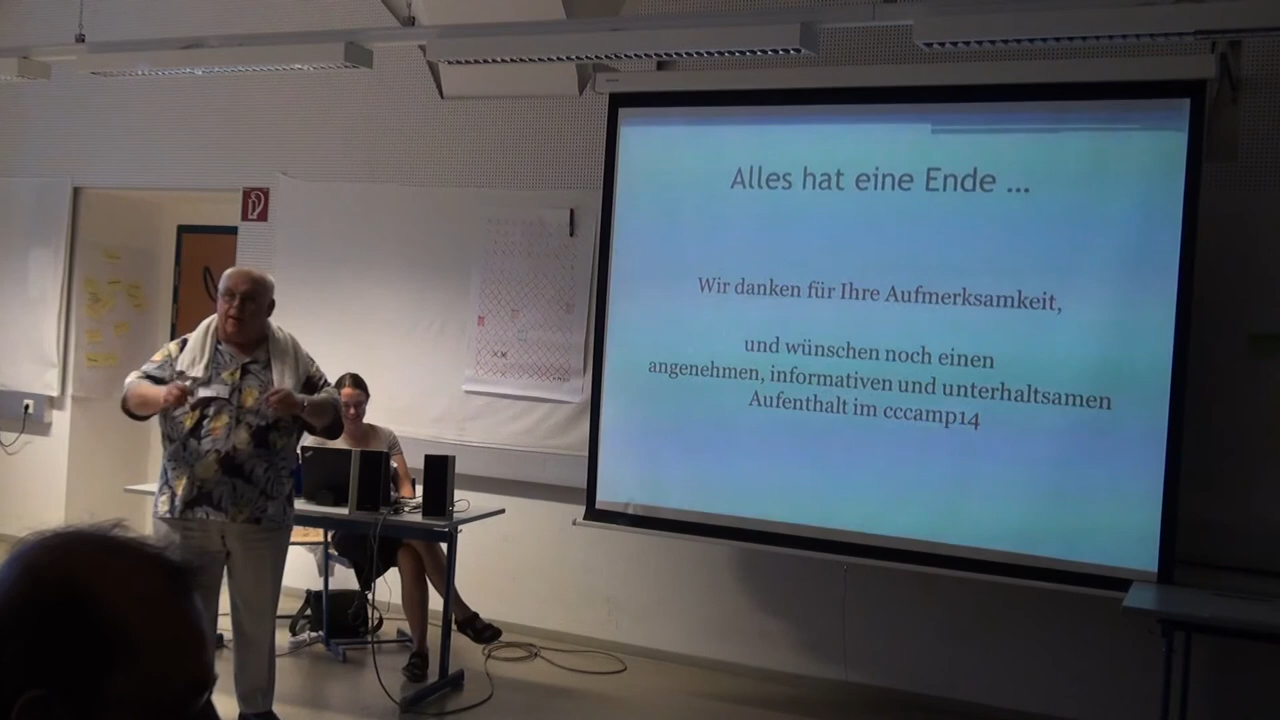 Alles hat eine Ende ...
Wir danken für Ihre Aufmerksamkeit,
und wünschen noch einen
angenehmen, informativen und unterhaltsamen
Aufenthalt im cccamp14